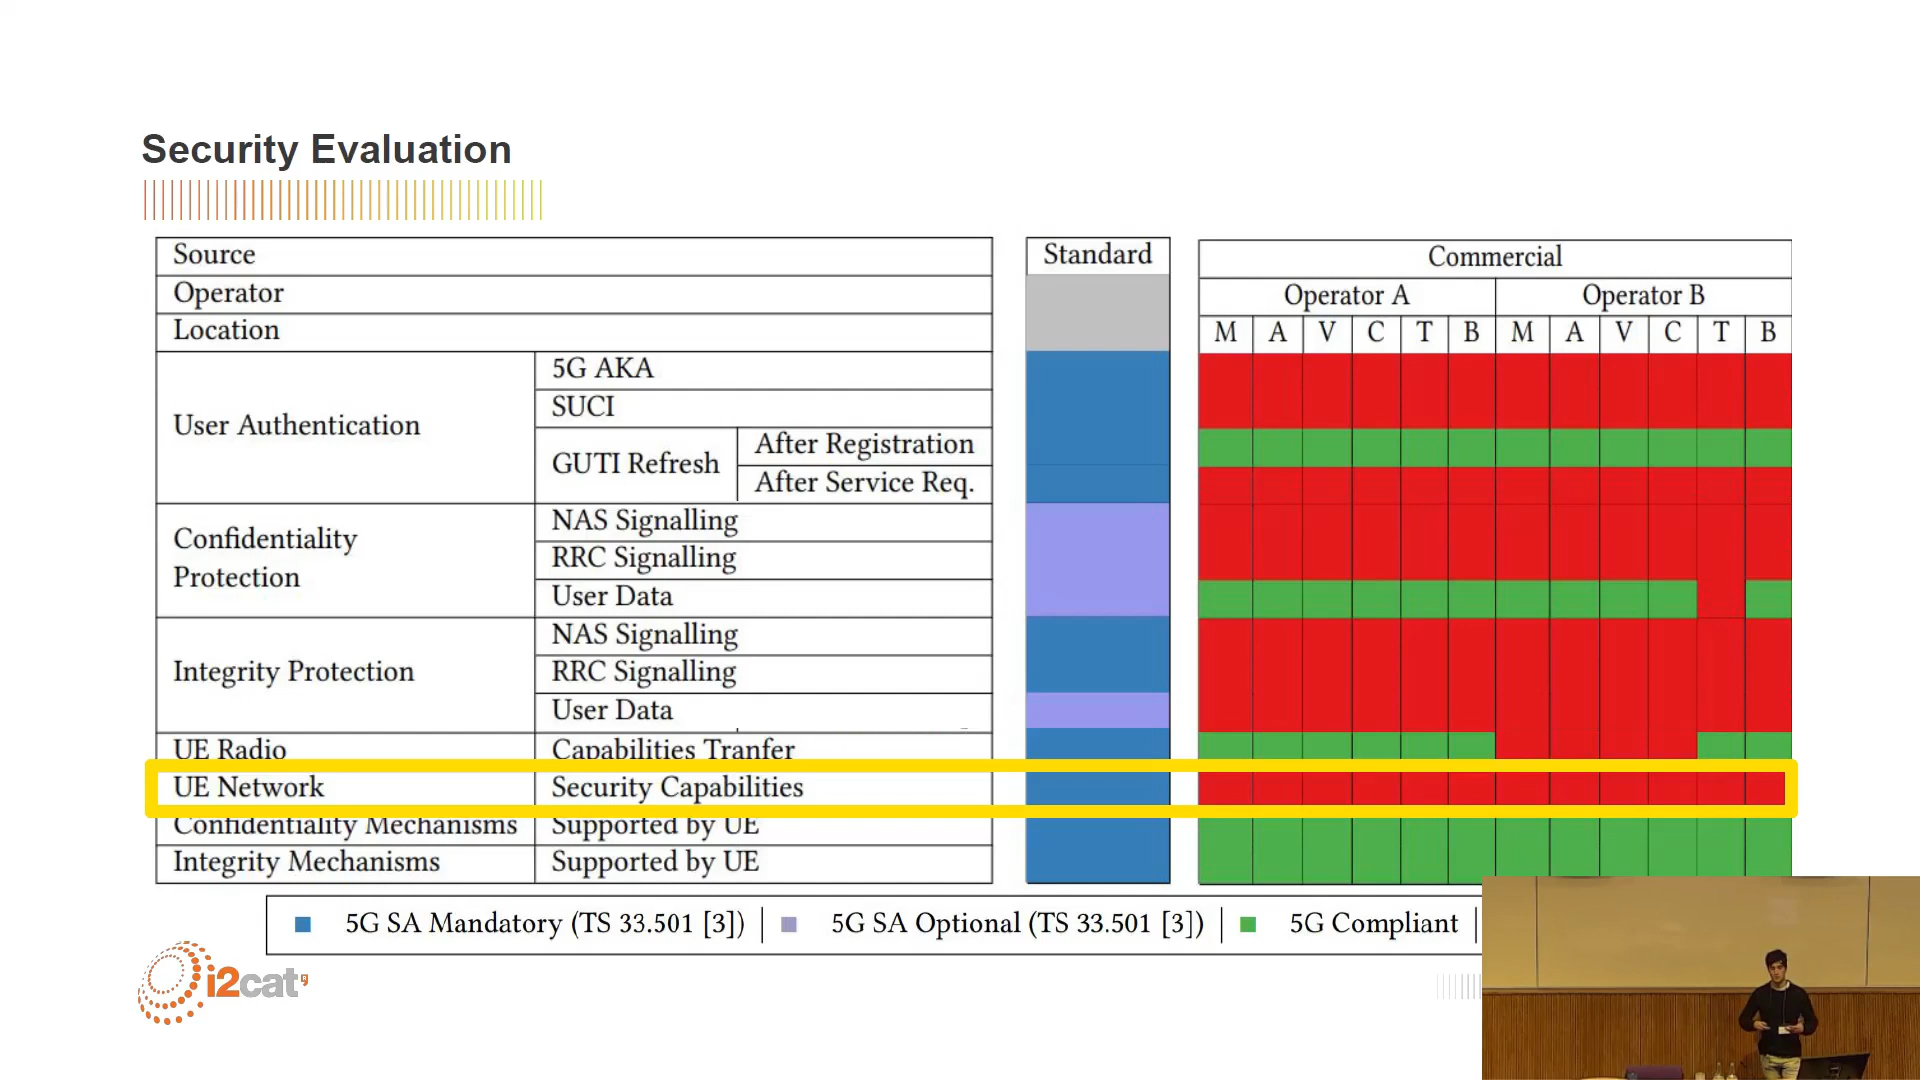 Security Evaluation
Source
Operator
Location
User Authentication
5G AKA
SUCI
GUTI Refresh
After Registration
After Service Req.
Confidentiality
Protection
NAS Signalling
RRC Signalling
User Data
Integrity Protection
NAS Signalling
RRC Signalling
User Data
UE Radio Capabilities Tranfer
UE Network Security Capabilities
Confidentiality Mechanisms Supported by UE
Integrity Mechanisms Supported by UE
Standard
Commercial
Operator A Operator B
M A V C T B M A V C T B
5G SA Mandatory (TS 33.501 [3]) | 5G SA Optional (TS 33.501 [3]) | 5G Compliant |
i2cat